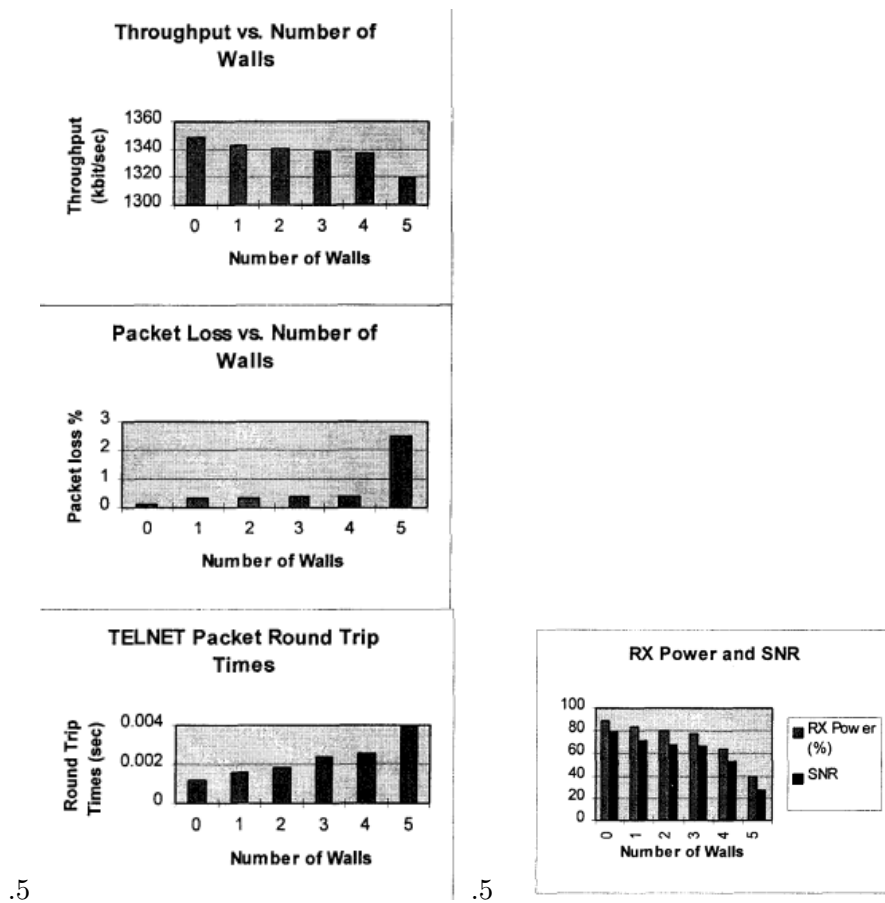 Throughput vs. Number of
Walls
Throughput
(kbit/sec)
1360
1340
1320
1300
0 1 2 3 4 5
Number of Walls
Packet Loss vs. Number of
Walls
Packet loss %
3
2
1
0
0 1 2 3 4 5
Number of Walls
TELNET Packet Round Trip
Times
Round Trip
Times (sec)
0.004
0.002
0
0 1 2 3 4 5
Number of Walls
.5
RX Power and SNR
100
80
60
40
20
0
0 1 2 3 4 5
Number of Walls
RX Power
(%)
SNR
.5